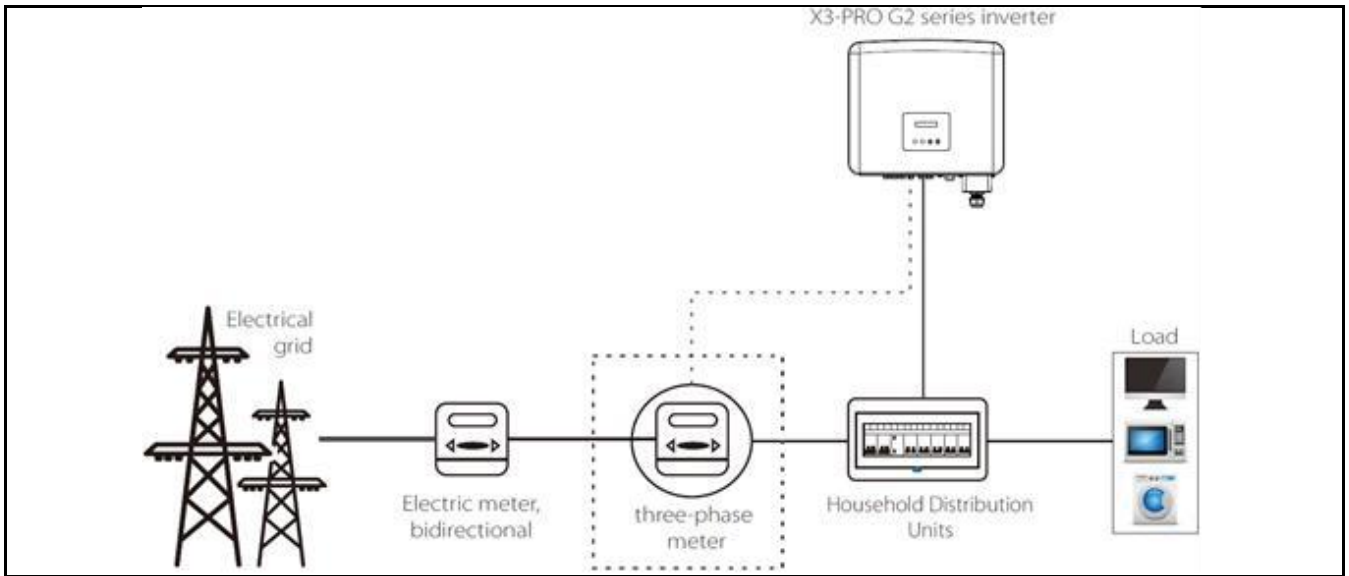 X3-PRO G2 series inverter
Electrical
grid
Load
Electric meter,
bidirectional
three-phase
meter
Household Distribution
Units